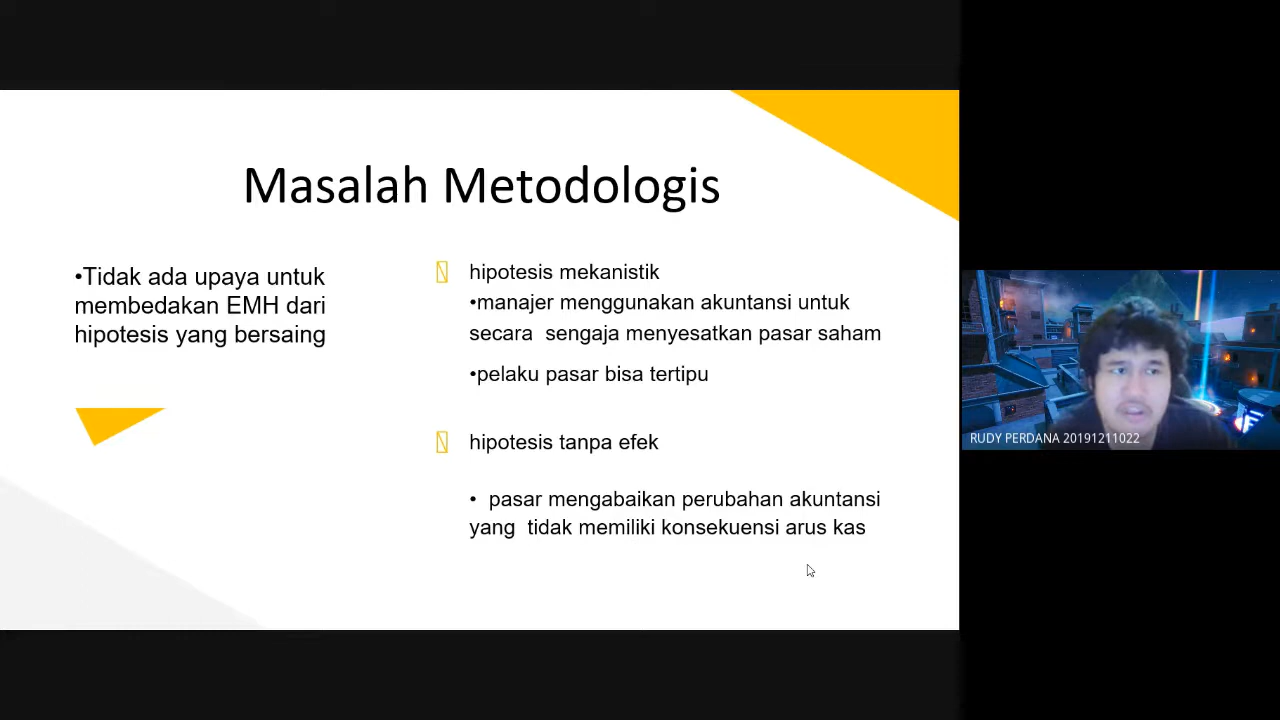 Masalah Metodologis
•Tidak ada upaya untuk
membedakan EMH dari
hipotesis yang bersaing
hipotesis mekanistik
•manajer menggunakan akuntansi untuk
secara sengaja menyesatkan pasar saham
•pelaku pasar bisa tertipu
hipotesis tanpa efek
• pasar mengabaikan perubahan akuntansi
yang tidak memiliki konsekuensi arus kas
RUDY PERDANA 20191211022